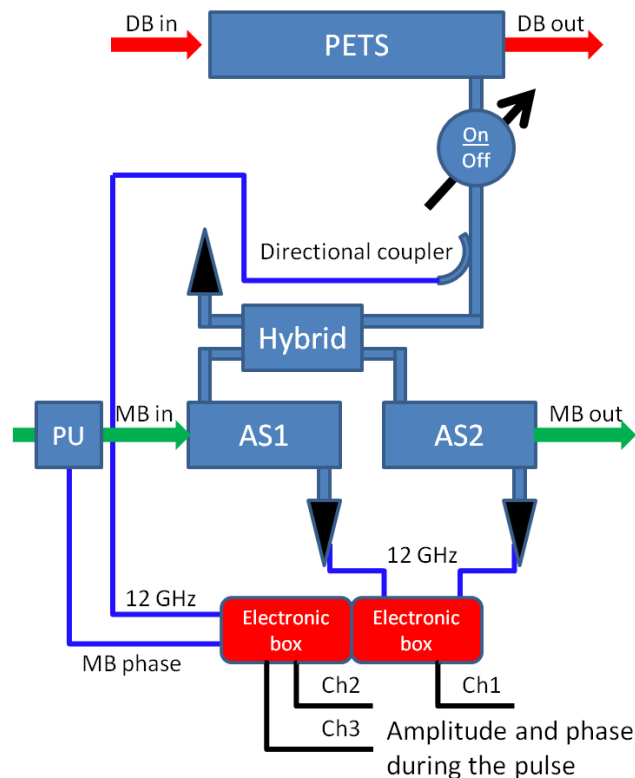 DB in
DB out
PETS
On
Off
Directional coupler
Hybrid
MB in
MB out
PU
AS1
AS2
12 GHz
12 GHz
Electronic
box
Electronic
box
MB phase
Ch2
Ch1
Ch3
Amplitude and phase
during the pulse